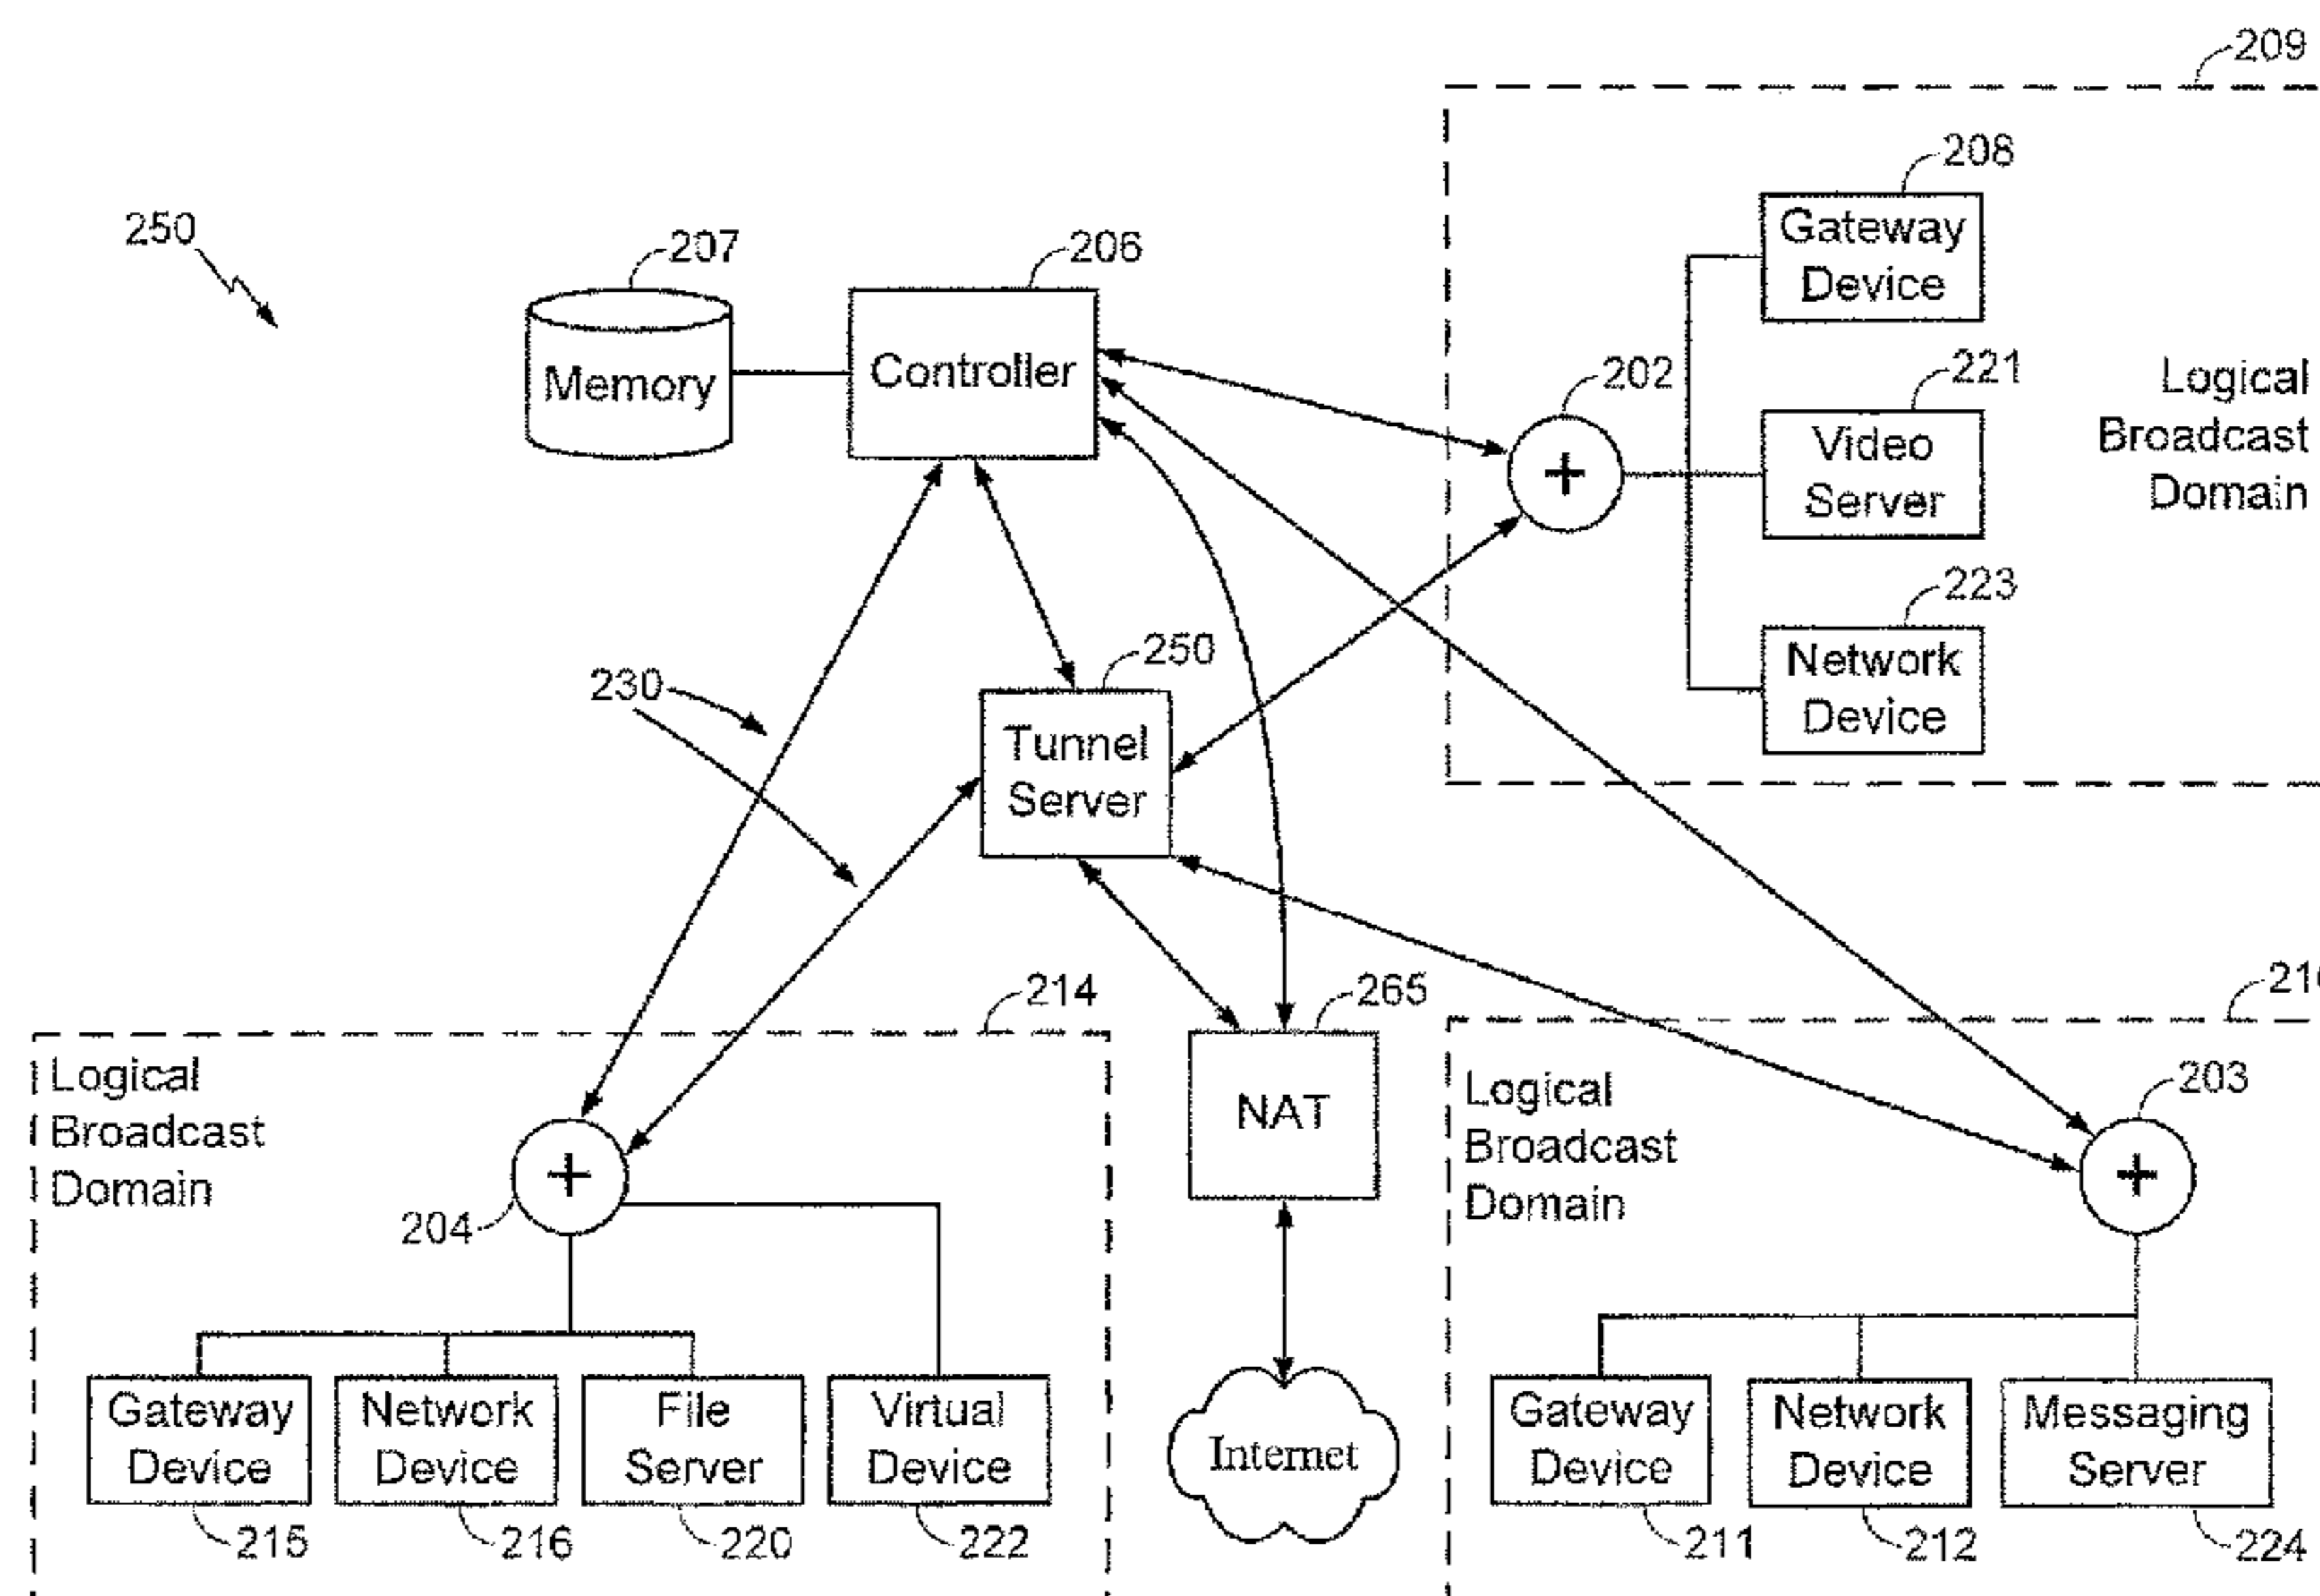 209
208
250
207
206
Gateway
Device
202
221
Logical
Broadcast
Domain
Memory
Controller
+
Video
Server
223
250
Network
Device
230
Tunnel
Server
214
265
203
Logical
Broadcast
Domain
NAT
Logical
Broadcast
Domain
+
+
204
Gateway
Device
Network
Device
File
Server
Virtual
Device
Internet
Gateway
Device
Network
Device
Messaging
Server
215
216
220
222
211
212
224